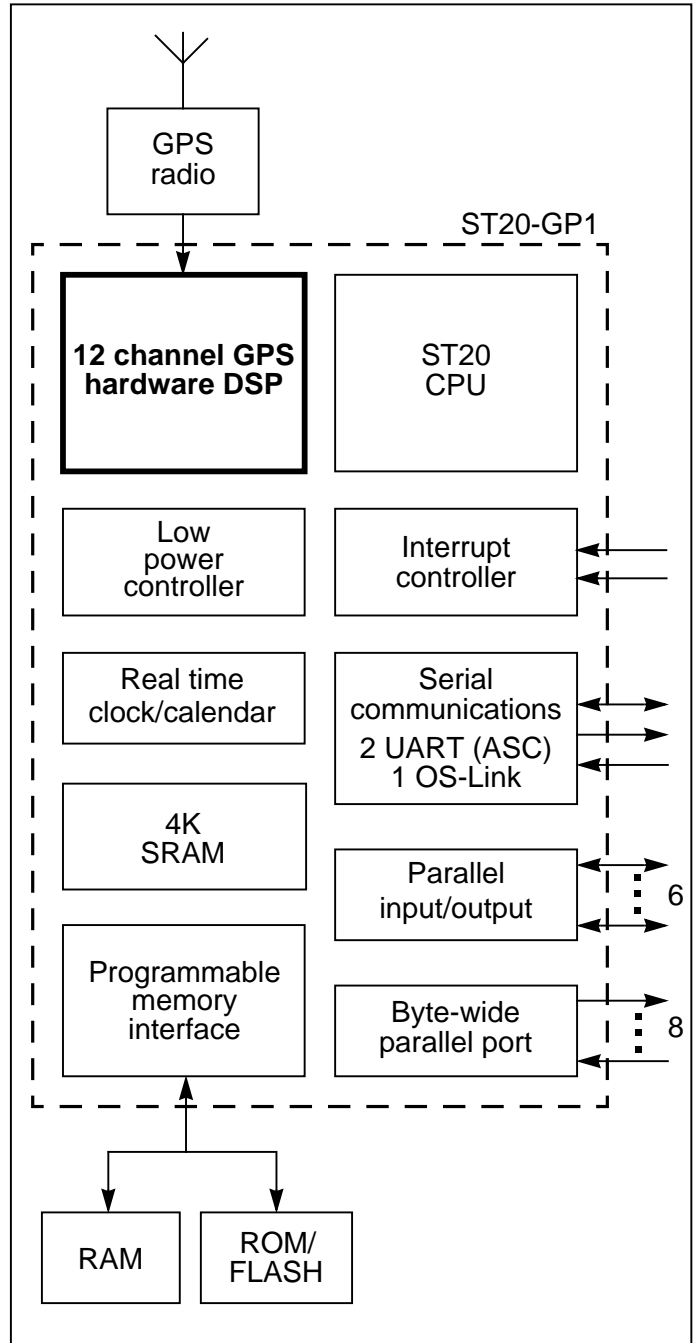 GPS
radio
ST20-GP1
12 channel GPS
hardware DSP
ST20
CPU
Low
power
controller
Interrupt
controller
Real time
clock/calendar
Serial
communications
2 UART (ASC)
1 OS-Link
4K
SRAM
Parallel
input/output
6
Programmable
memory
interface
Byte-wide
parallel port
8
RAM
ROM/
FLASH